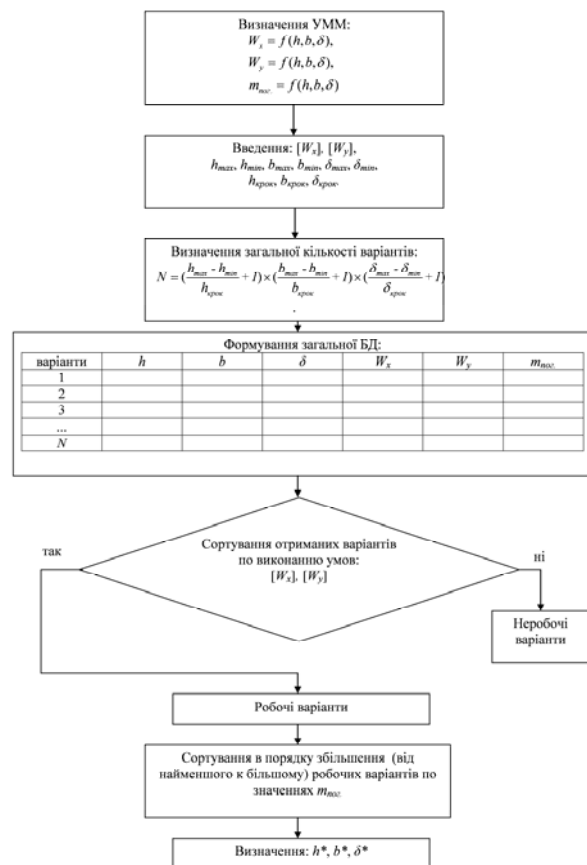 Визначення УММ:
W_x = f(h, b, δ),
W_y = f(h, b, δ),
m_пог. = f(h, b, δ)
Введення: [W_x], [W_y],
h_max, h_min, b_max, b_min, δ_max, δ_min,
h_крок, b_крок, δ_крок.
Визначення загальної кількості варіантів:
N = ((h_max - h_min)/h_крок + 1) × ((b_max - b_min)/b_крок + 1) × ((δ_max - δ_min)/δ_крок + 1)
.
Формування загальної БД:
варіанти h b δ W_x W_y m_пог.
1
2
3
...
N
Сортування отриманих варіантів
по виконанню умов:
[W_x], [W_y]
так
ні
Неробочі
варіанти
Робочі варіанти
Сортування в порядку збільшення (від
найменшого к більшому) робочих варіантів по
значеннях m_пог.
Визначення: h*, b*, δ*